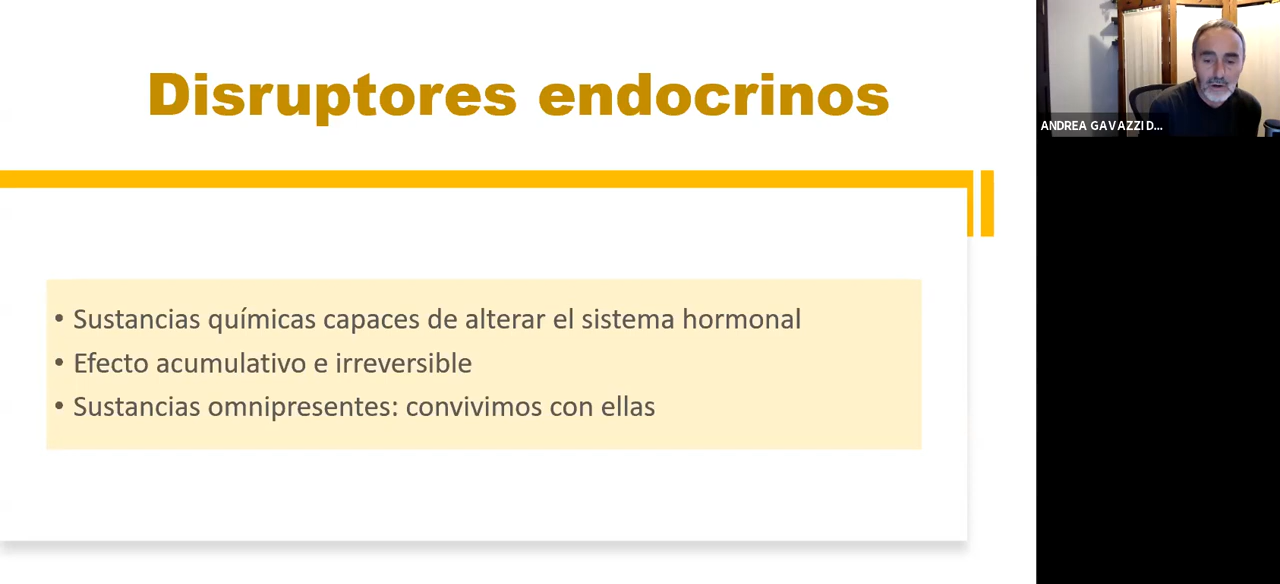 Disruptores endocrinos
• Sustancias químicas capaces de alterar el sistema hormonal
• Efecto acumulativo e irreversible
• Sustancias omnipresentes: convivimos con ellas
ANDREA GAVAZZI D...